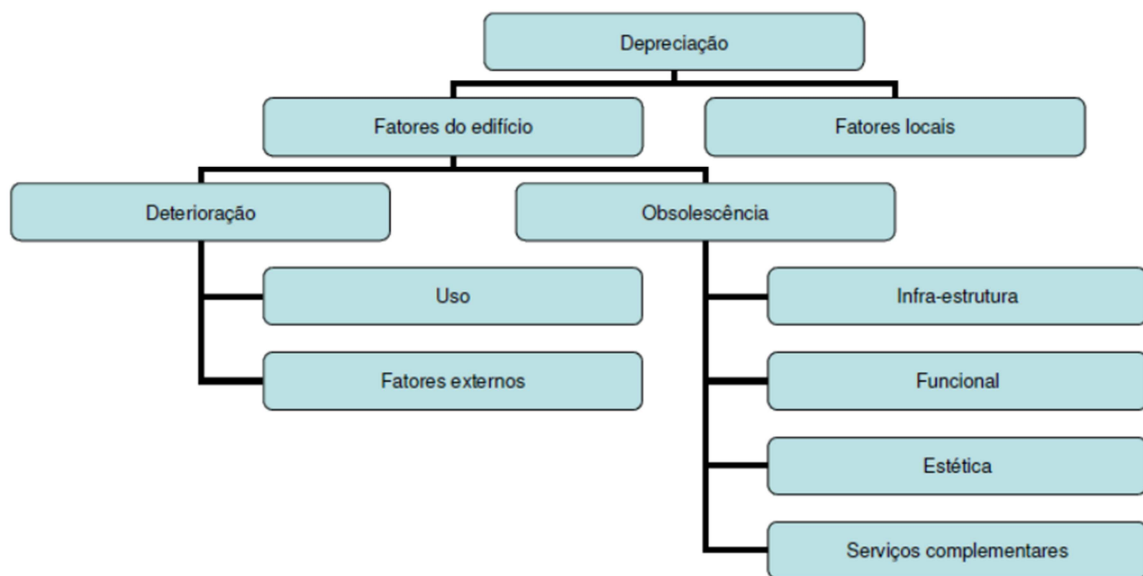 Depreciação
Fatores do edifício
Fatores locais
Deterioração
Obsolescência
Uso
Infra-estrutura
Fatores externos
Funcional
Estética
Serviços complementares